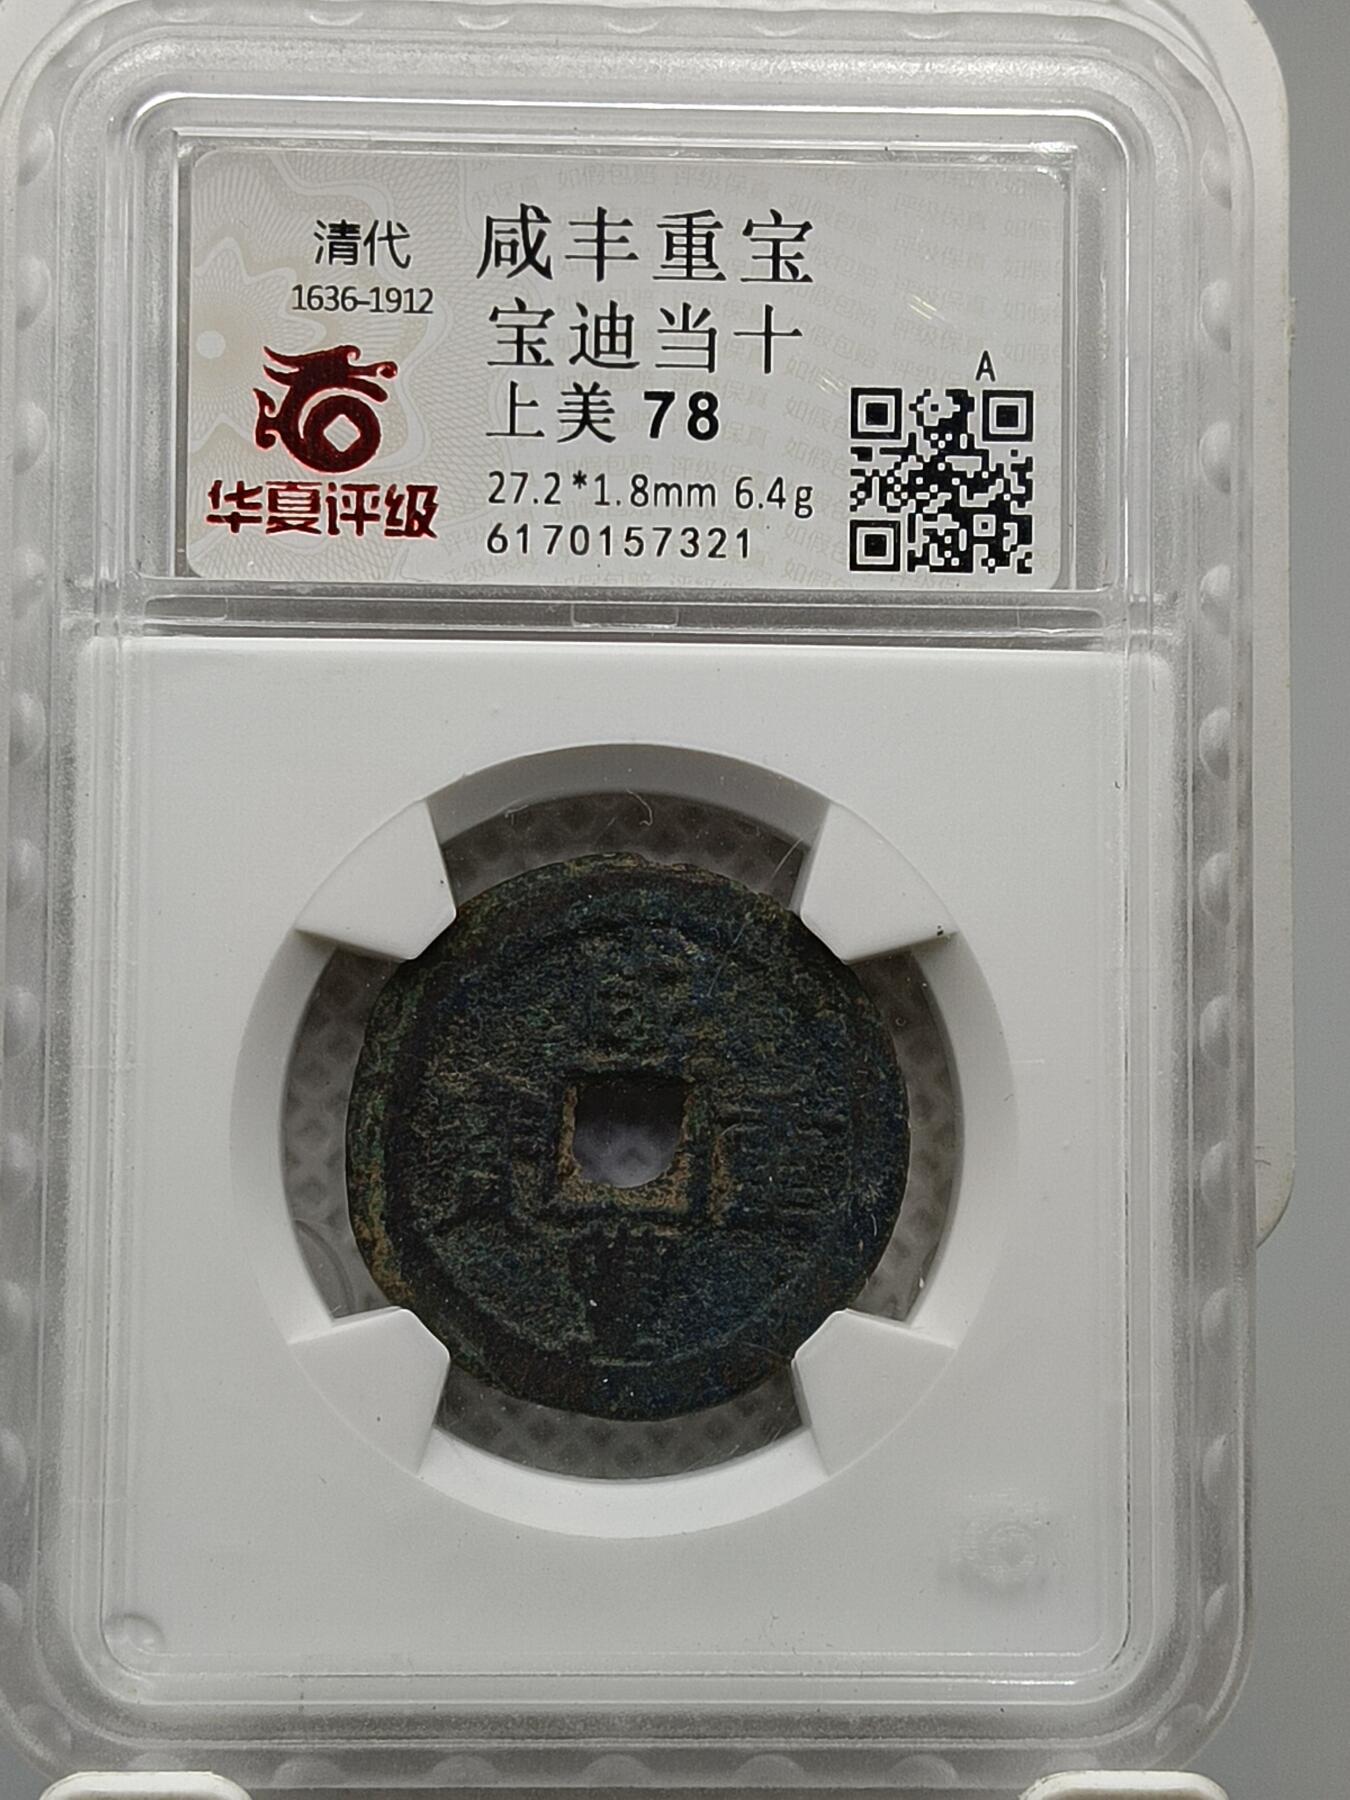 清代
1636-1912
华夏评级
咸丰重宝
宝迪当十
上美 78
27.2*1.8mm 6.4g
6170157321
A